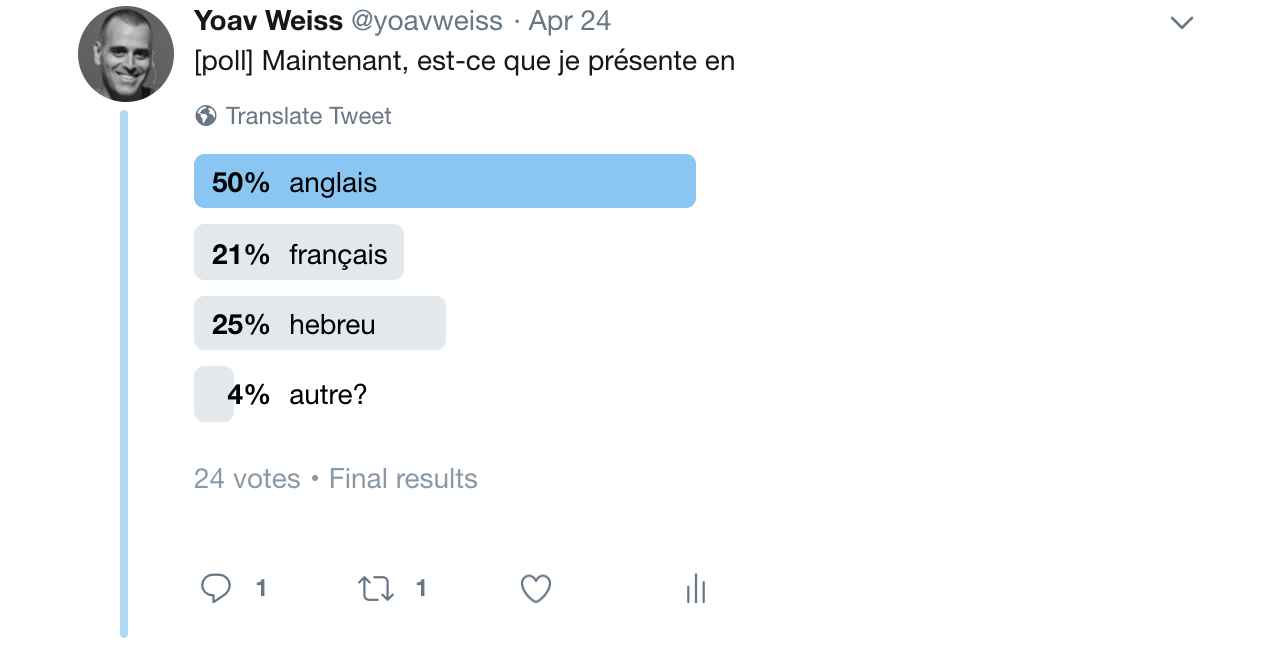 Yoav Weiss @yoavweiss · Apr 24
[poll] Maintenant, est-ce que je présente en
Translate Tweet
50% anglais
21% français
25% hebreu
4% autre?
24 votes • Final results
1 1